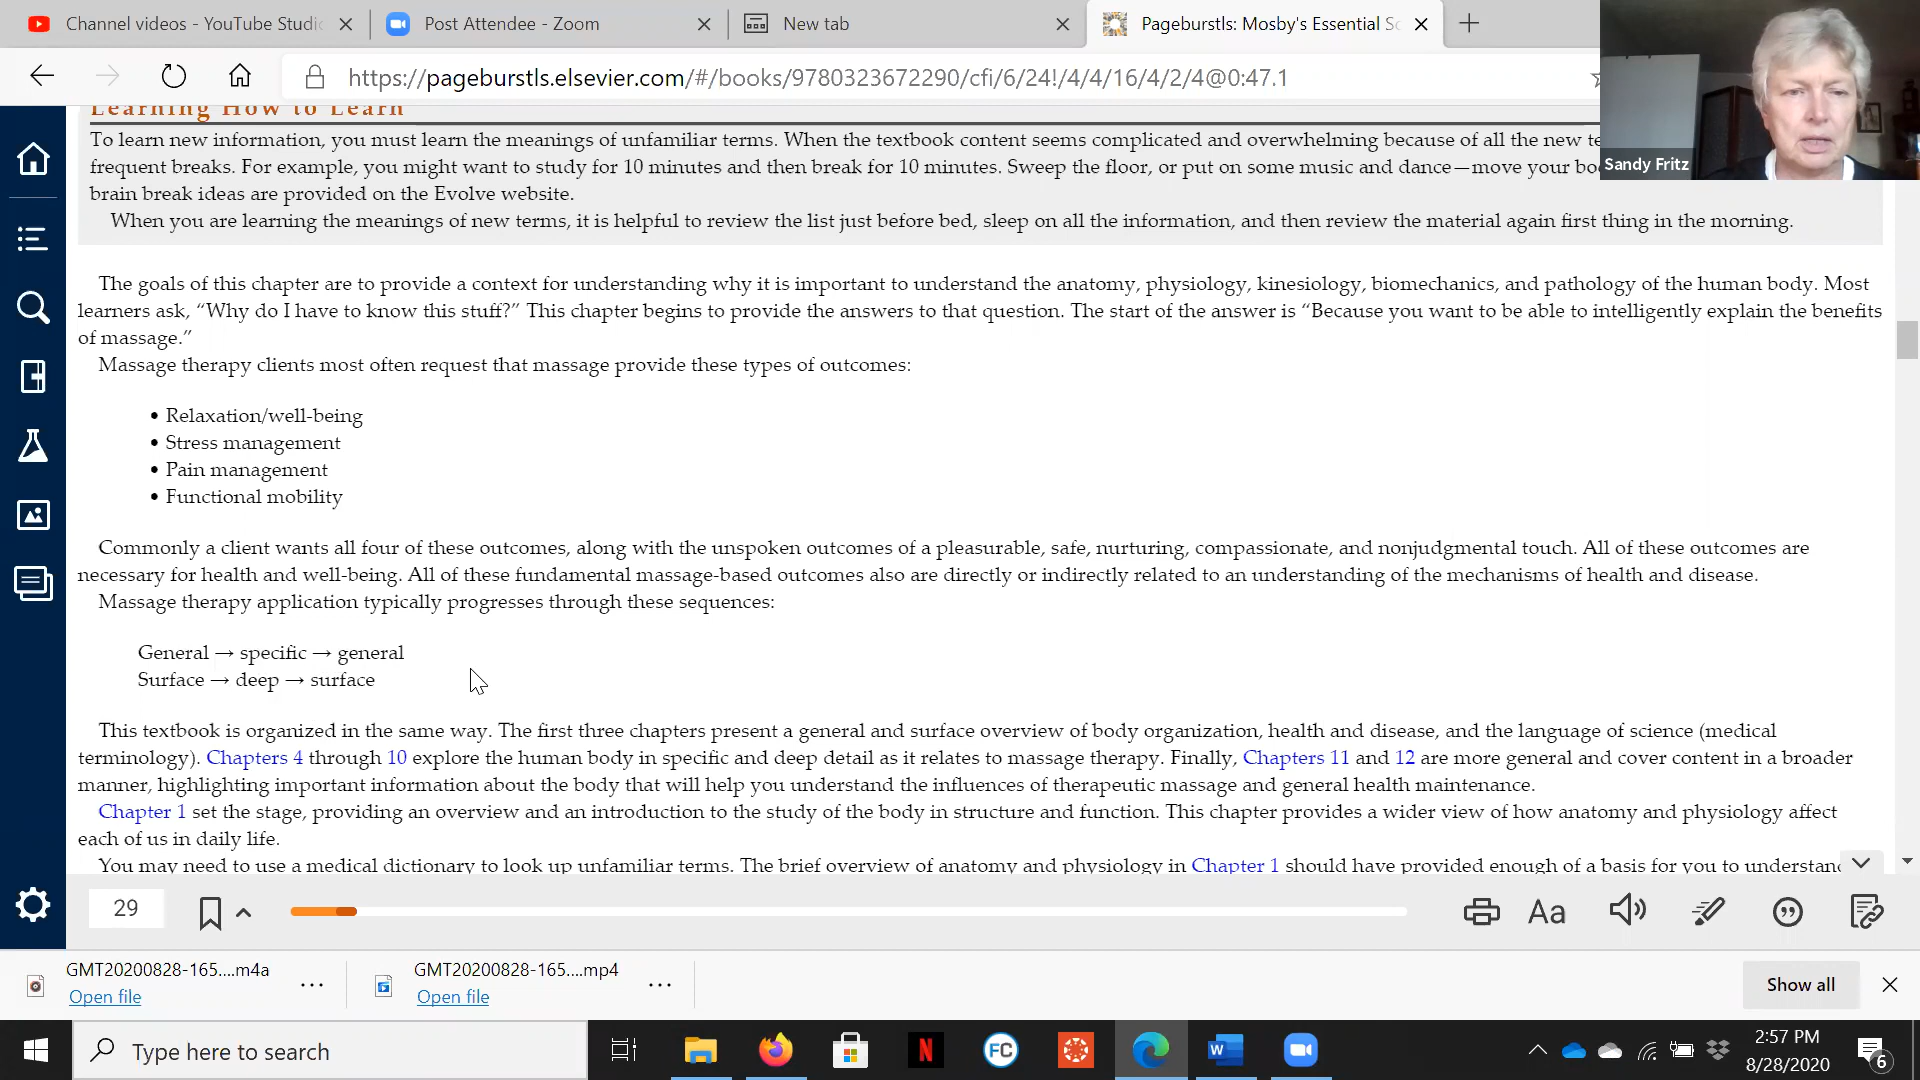 Channel videos - YouTube Studi
Post Attendee - Zoom
New tab
Pageburstls: Mosby's Essential Sc
https://pageburstls.elsevier.com/#/books/9780323672290/cfi/6/24!/4/4/16/4/2/4@0:47.1
Sandy Fritz
Learning How to Learn
To learn new information, you must learn the meanings of unfamiliar terms. When the textbook content seems complicated and overwhelming because of all the new te
frequent breaks. For example, you might want to study for 10 minutes and then break for 10 minutes. Sweep the floor, or put on some music and dance—move your bo
brain break ideas are provided on the Evolve website.
When you are learning the meanings of new terms, it is helpful to review the list just before bed, sleep on all the information, and then review the material again first thing in the morning.
The goals of this chapter are to provide a context for understanding why it is important to understand the anatomy, physiology, kinesiology, biomechanics, and pathology of the human body. Most
learners ask, “Why do I have to know this stuff?” This chapter begins to provide the answers to that question. The start of the answer is “Because you want to be able to intelligently explain the benefits
of massage.”
Massage therapy clients most often request that massage provide these types of outcomes:
• Relaxation/well-being
• Stress management
• Pain management
• Functional mobility
Commonly a client wants all four of these outcomes, along with the unspoken outcomes of a pleasurable, safe, nurturing, compassionate, and nonjudgmental touch. All of these outcomes are
necessary for health and well-being. All of these fundamental massage-based outcomes also are directly or indirectly related to an understanding of the mechanisms of health and disease.
Massage therapy application typically progresses through these sequences:
General → specific → general
Surface → deep → surface
This textbook is organized in the same way. The first three chapters present a general and surface overview of body organization, health and disease, and the language of science (medical
terminology). Chapters 4 through 10 explore the human body in specific and deep detail as it relates to massage therapy. Finally, Chapters 11 and 12 are more general and cover content in a broader
manner, highlighting important information about the body that will help you understand the influences of therapeutic massage and general health maintenance.
Chapter 1 set the stage, providing an overview and an introduction to the study of the body in structure and function. This chapter provides a wider view of how anatomy and physiology affect
each of us in daily life.
You may need to use a medical dictionary to look up unfamiliar terms. The brief overview of anatomy and physiology in Chapter 1 should have provided enough of a basis for you to understand
29
Aa
GMT20200828-165....m4a
Open file
GMT20200828-165....mp4
Open file
Show all
Type here to search
N
FC
W
2:57 PM
8/28/2020
6